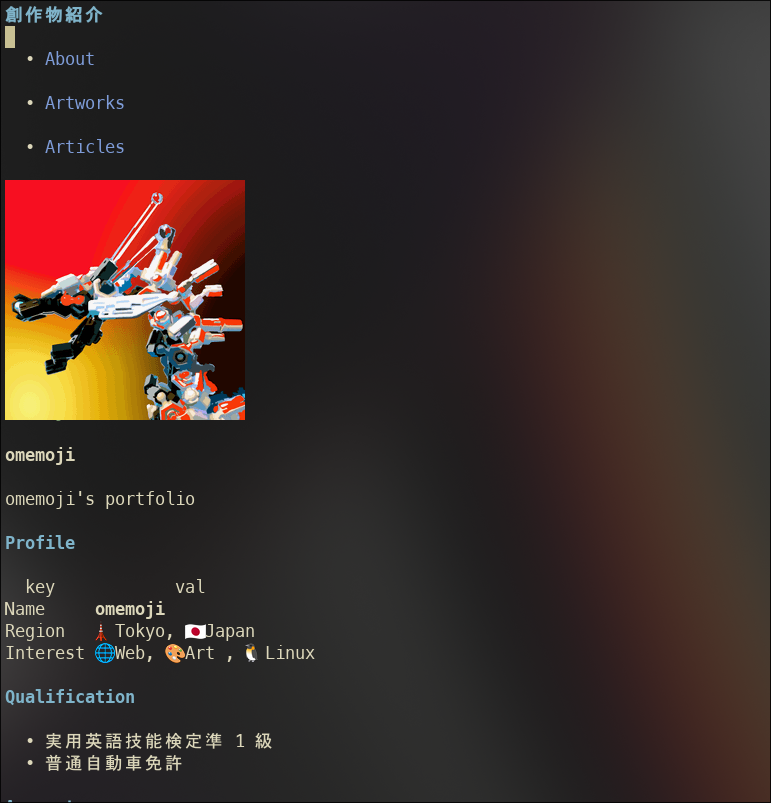 創作物紹介
• About
• Artworks
• Articles
omemoji
omemoji's portfolio
Profile
key val
Name omemoji
Region 🗼Tokyo, 🇯🇵Japan
Interest 🌐Web, 🎨Art , 🐧Linux
Qualification
• 実用英語技能検定準 1 級
• 普通自動車免許